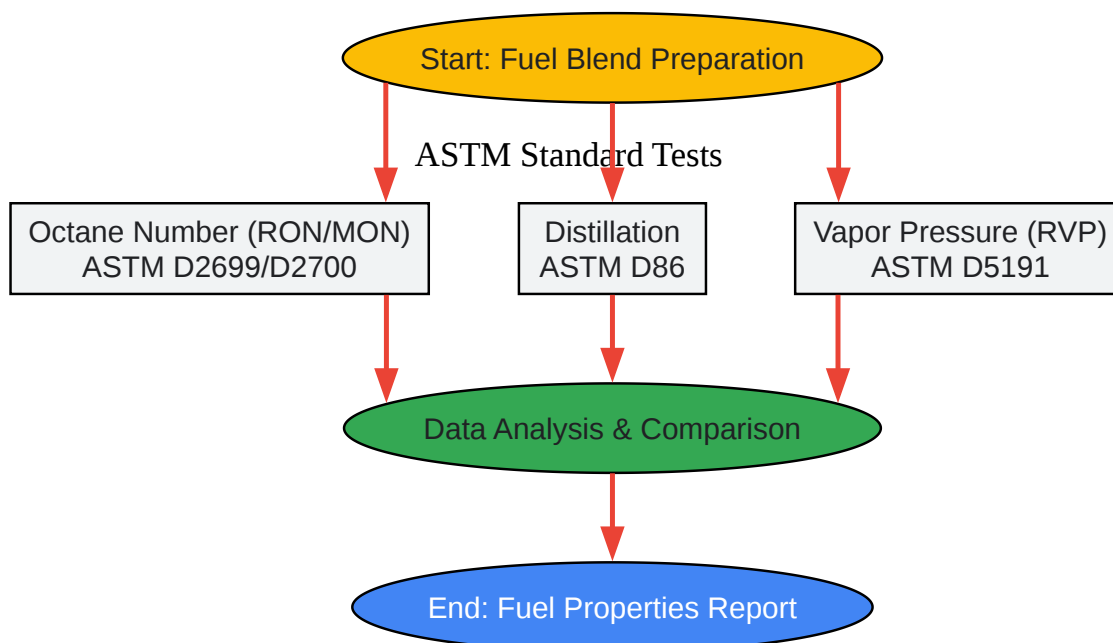 Start: Fuel Blend Preparation
ASTM Standard Tests
Octane Number (RON/MON)
ASTM D2699/D2700
Distillation
ASTM D86
Vapor Pressure (RVP)
ASTM D5191
Data Analysis & Comparison
End: Fuel Properties Report